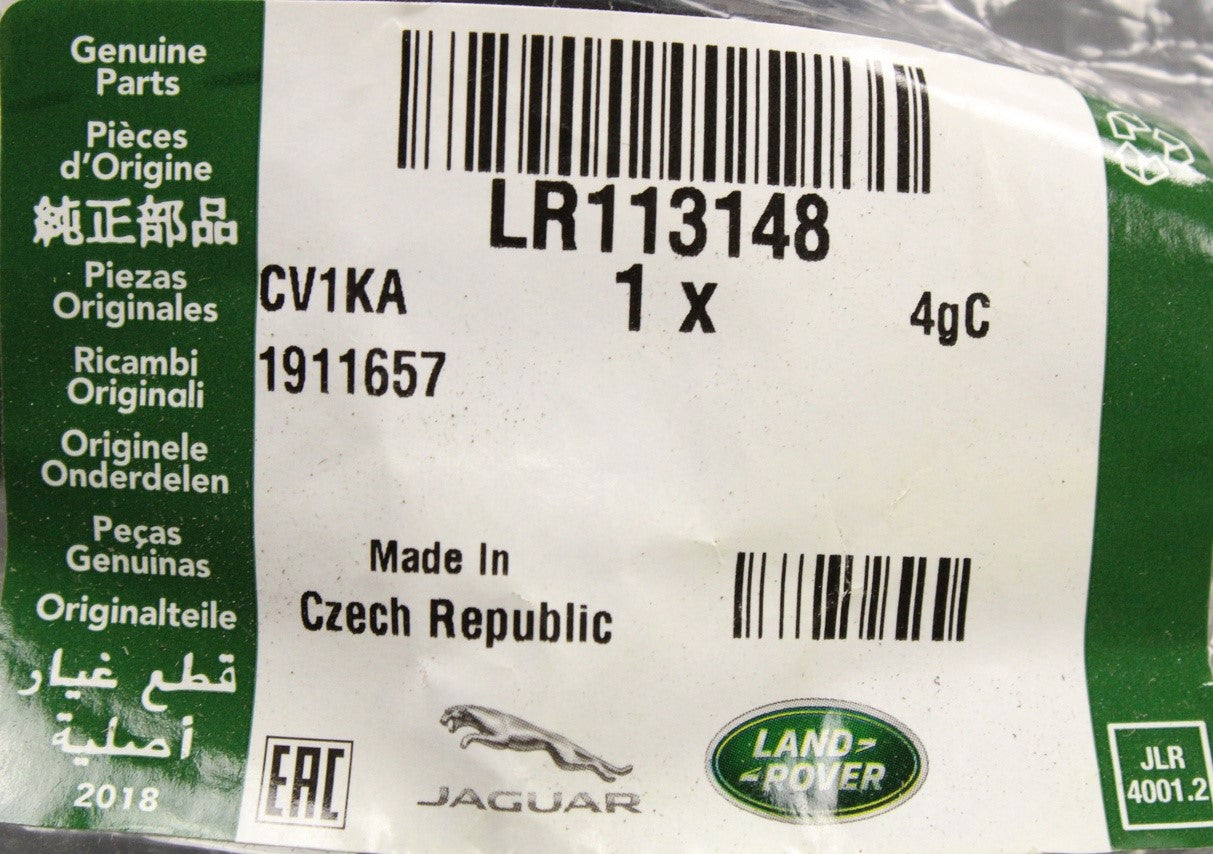 Genuine
Parts
Pièces
d'Origine
純正部品
Piezas
Originales
Ricambi
Originali
Originele
Onderdelen
Peças
Genuinas
Originalteile
قطع غيار
أصلية
2018
LR113148
CV1KA
1 x
4gC
1911657
Made In
Czech Republic
EAC
JAGUAR
LAND-
-ROVER
JLR
4001.2